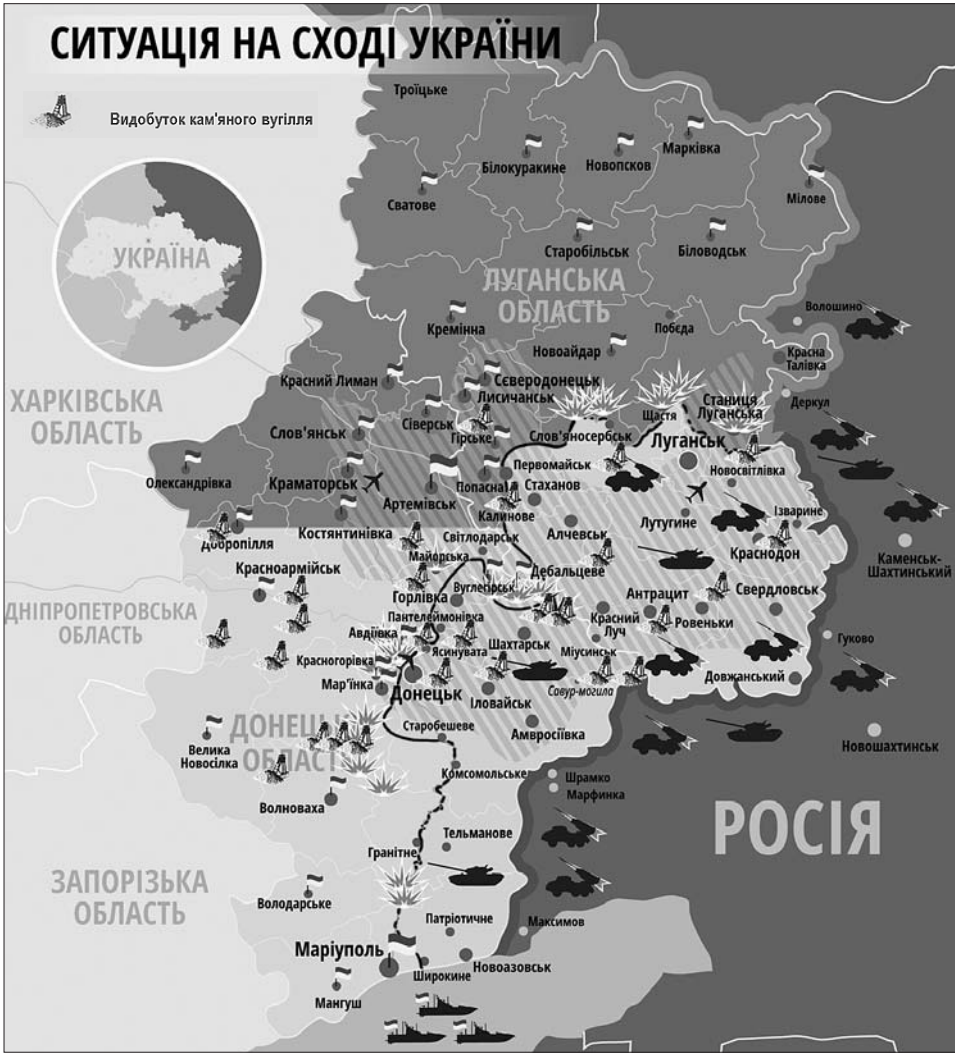 СИТУАЦІЯ НА СХОДІ УКРАЇНИ
Видобуток кам'яного вугілля
УКРАЇНА
Троїцьке
Білокуракине
Новопсков
Марківка
Сватове
Мілове
Старобільськ
Біловодськ
ЛУГАНСЬКА
ОБЛАСТЬ
Кремінна
Побєда
Волошино
Новоайдар
Красна
Талівка
Красний Лиман
Сєверодонецьк
Лисичанськ
ХАРКІВСЬКА
ОБЛАСТЬ
Станиця
Луганська
Деркул
Сіверськ
Щастя
Слов'янськ
Гірське
Слов'яносербськ
Луганськ
Первомайськ
Новосвітлівка
Олександрівка
Краматорськ
Попасна
Стаханов
Артемівськ
Калинове
Лутугине
Ізварине
Костянтинівка
Світлодарськ
Алчевськ
Краснодон
Добропілля
Майорська
Каменськ-
Шахтинський
Красноармійськ
Дебальцеве
Вуглегірськ
Горлівка
Антрацит
Свердловськ
ДНІПРОПЕТРОВСЬКА
ОБЛАСТЬ
Пантелеймонівка
Красний
Луч
Ровеньки
Авдіївка
Шахтарськ
Гуково
Ясинувата
Міусинськ
Красногорівка
Мар'їнка
Донецьк
Іловайськ
Савур-могила
Довжанський
ДОНЕЦЬКА
ОБЛАСТЬ
Старобешеве
Амвросіївка
Велика
Новосілка
Новошахтинськ
Комсомольське
Шрамко
Марфинка
Волноваха
РОСІЯ
Тельманове
Гранітне
ЗАПОРІЗЬКА
ОБЛАСТЬ
Володарське
Патріотичне
Максимов
Маріуполь
Широкине
Новоазовськ
Мангуш